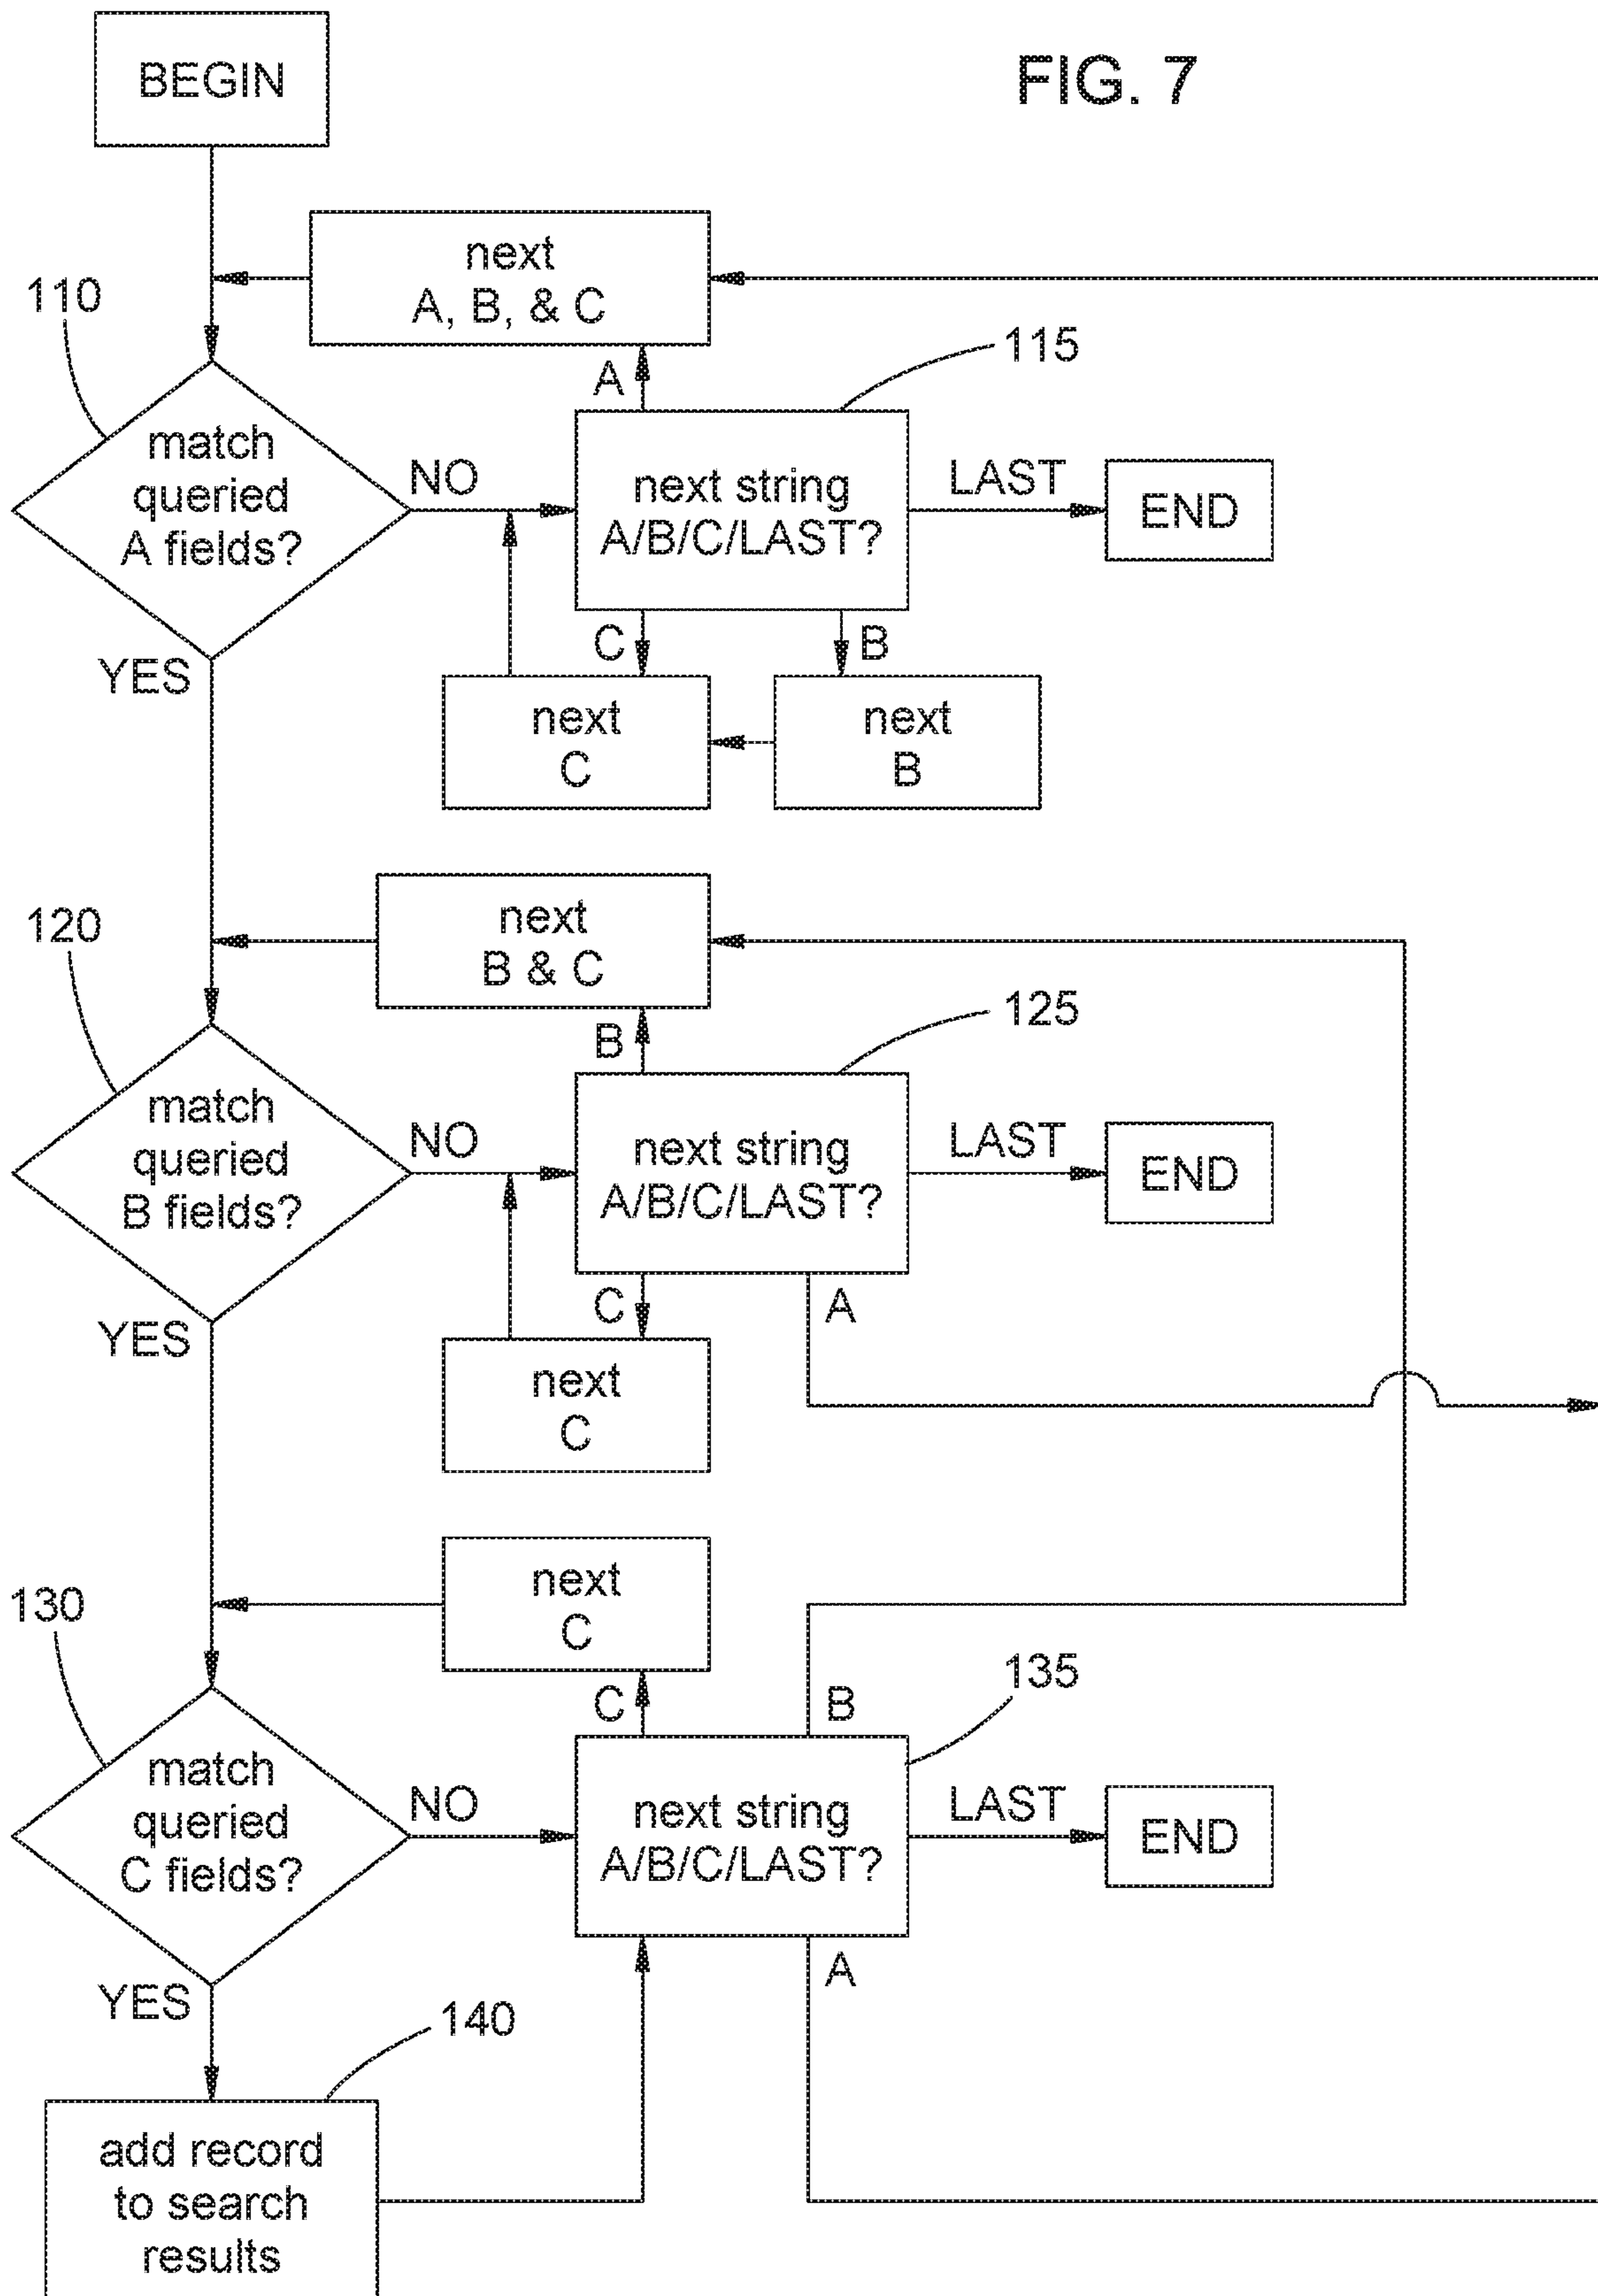 BEGIN
FIG. 7
next
A, B, & C
110
115
A
match
queried
A fields?
NO
next string
A/B/C/LAST?
LAST
END
YES
C
B
next
C
next
B
next
B & C
120
125
B
match
queried
B fields?
NO
next string
A/B/C/LAST?
LAST
END
YES
C
A
next
C
next
C
130
135
C
B
match
queried
C fields?
NO
next string
A/B/C/LAST?
LAST
END
YES
A
140
add record
to search
results